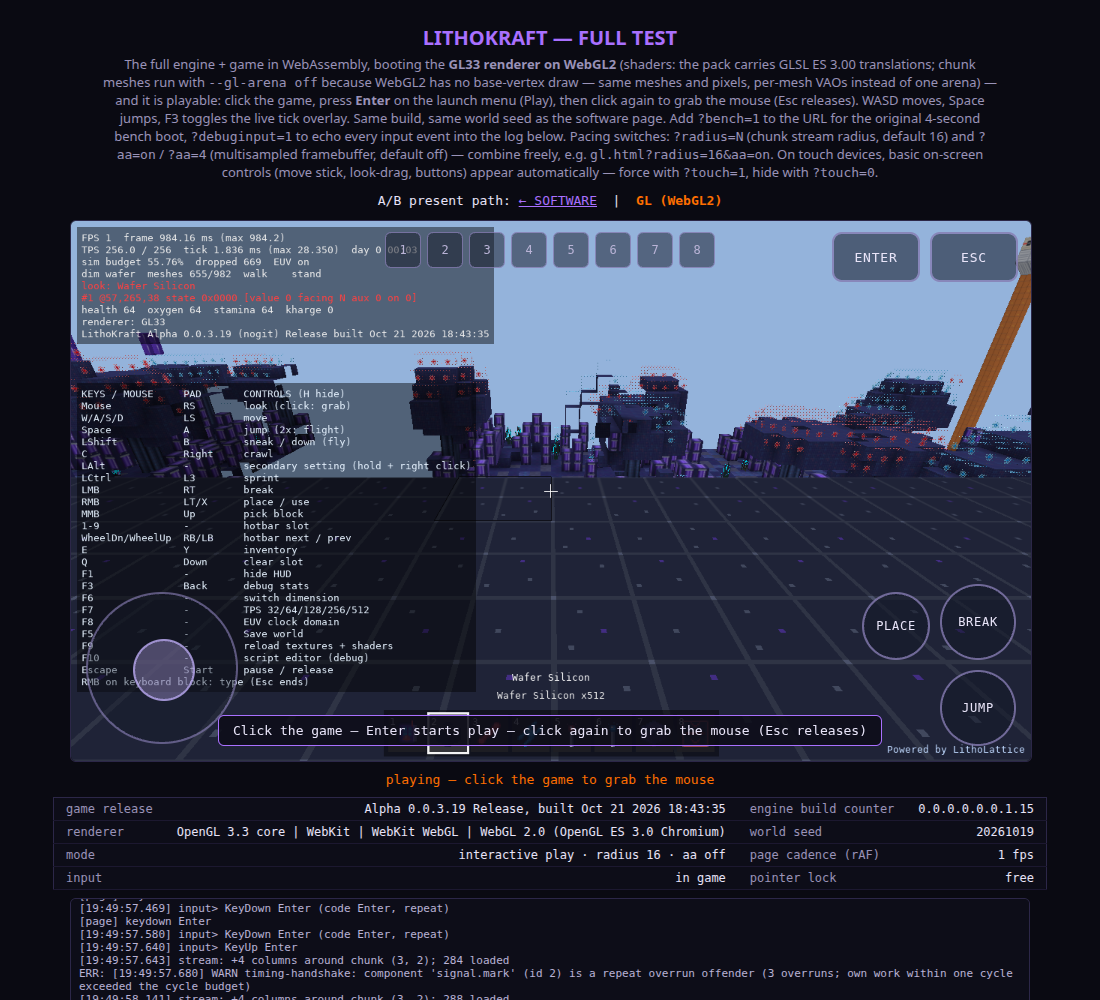 LITHOKRAFT — FULL TEST
The full engine + game in WebAssembly, booting the GL33 renderer on WebGL2 (shaders: the pack carries GLSL ES 3.00 translations; chunk
meshes run with --gl-arena off because WebGL2 has no base-vertex draw — same meshes and pixels, per-mesh VAOs instead of one arena) —
and it is playable: click the game, press Enter on the launch menu (Play), then click again to grab the mouse (Esc releases). WASD moves, Space
jumps, F3 toggles the live tick overlay. Same build, same world seed as the software page. Add ?bench=1 to the URL for the original 4-second
bench boot, ?debuginput=1 to echo every input event into the log below. Pacing switches: ?radius=N (chunk stream radius, default 16) and ?
aa=on / ?aa=4 (multisampled framebuffer, default off) — combine freely, e.g. gl.html?radius=16&aa=on. On touch devices, basic on-screen
controls (move stick, look-drag, buttons) appear automatically — force with ?touch=1, hide with ?touch=0.
A/B present path: ← SOFTWARE | GL (WebGL2)
FPS 1 frame 984.16 ms (max 984.2)
TPS 256.0 / 256 tick 1.836 ms (max 28.350) day 0
sim budget 55.76% dropped 669 EUV on
dim wafer meshes 655/982 walk stand
look: Wafer Silicon
#1 @57,265,38 state 0x0000 [value 0 facing N aux 0 on 0]
health 64 oxygen 64 stamina 64 kharge 0
renderer: GL33
LithoKraft Alpha 0.0.3.19 (nogit) Release built Oct 21 2026 18:43:35
1 2 3 4 5 6 7 8
ENTER ESC
KEYS / MOUSE PAD CONTROLS (H hide)
Mouse RS look (click: grab)
W/A/S/D LS move
Space A jump (2x: flight)
LShift B sneak / down (fly)
C Right crawl
LAlt - secondary setting (hold + right click)
LCtrl L3 sprint
LMB RT break
RMB LT/X place / use
MMB Up pick block
1-9 - hotbar slot
WheelDn/WheelUp RB/LB hotbar next / prev
E Y inventory
Q Down clear slot
F1 - hide HUD
F3 Back debug stats
F6 - switch dimension
F7 - TPS 32/64/128/256/512
F8 - EUV clock domain
F5 - Save world
F9 - reload textures + shaders
F10 - script editor (debug)
Escape Start pause / release
RMB on keyboard block: type (Esc ends)
PLACE
BREAK
JUMP
Wafer Silicon
Wafer Silicon x512
Click the game — Enter starts play — click again to grab the mouse (Esc releases)
Powered by LithoLattice
playing — click the game to grab the mouse
game release Alpha 0.0.3.19 Release, built Oct 21 2026 18:43:35 engine build counter 0.0.0.0.0.0.1.15
renderer OpenGL 3.3 core | WebKit | WebKit WebGL | WebGL 2.0 (OpenGL ES 3.0 Chromium) world seed 20261019
mode interactive play · radius 16 · aa off page cadence (rAF) 1 fps
input in game pointer lock free
[19:49:57.469] input> KeyDown Enter (code Enter, repeat)
[page] keydown Enter
[19:49:57.580] input> KeyDown Enter (code Enter, repeat)
[19:49:57.640] input> KeyUp Enter
[19:49:57.643] stream: +4 columns around chunk (3, 2); 284 loaded
ERR: [19:49:57.680] WARN timing-handshake: component 'signal.mark' (id 2) is a repeat overrun offender (3 overruns; own work within one cycle
exceeded the cycle budget)
[19:49:58.141] stream: +4 columns around chunk (3, 2); 288 loaded